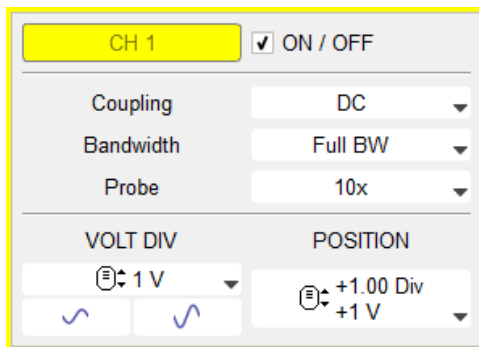 CH 1 ON / OFF
Coupling DC
Bandwidth Full BW
Probe 10x
VOLT DIV POSITION
1 V
+1.00 Div
+1 V